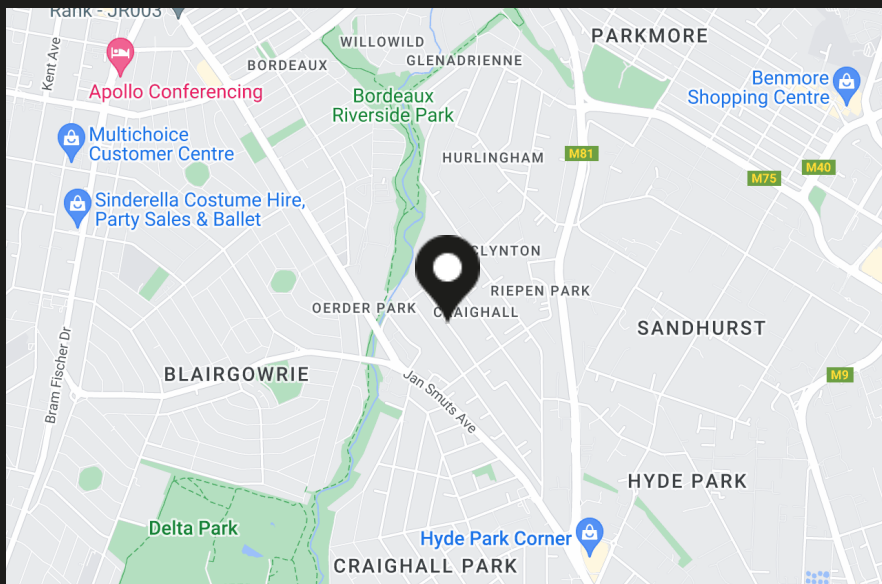 Rank - JR003
WILLOWILD
PARKMORE
Kent Ave
BORDEAUX
GLENADRIENNE
Apollo Conferencing
Benmore
Shopping Centre
Bordeaux
Riverside Park
Multichoice
Customer Centre
HURLINGHAM
M81
M40
M75
Sinderella Costume Hire,
Party Sales & Ballet
GLYNTON
RIEPEN PARK
OERDER PARK
CRAIGHALL
SANDHURST
Bram Fischer Dr
BLAIRGOWRIE
Jan Smuts Ave
M9
HYDE PARK
Delta Park
Hyde Park Corner
CRAIGHALL PARK